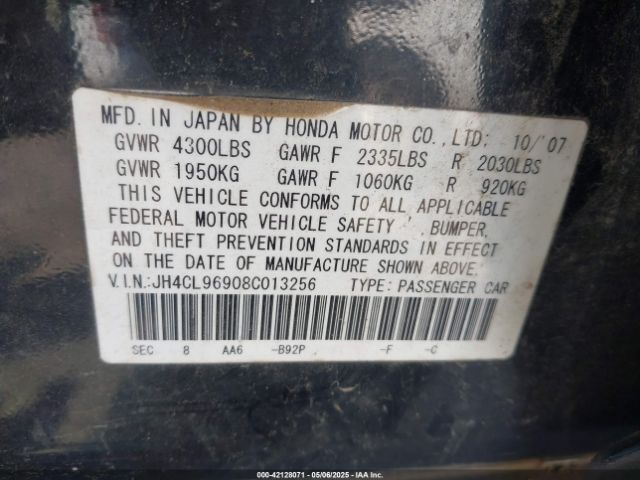 MFD. IN JAPAN BY HONDA MOTOR CO., LTD: 10/'07
GVWR 4300LBS GAWR F 2335LBS R 2030LBS
GVWR 1950KG GAWR F 1060KG R 920KG
THIS VEHICLE CONFORMS TO ALL APPLICABLE
FEDERAL MOTOR VEHICLE SAFETY , BUMPER,
AND THEFT PREVENTION STANDARDS IN EFFECT
ON THE DATE OF MANUFACTURE SHOWN ABOVE.
V.I.N.:JH4CL96908C013256 TYPE: PASSENGER CAR
SEC 8 AA6 -B92P -F -C
000-42128071 - 05/06/2025 - IAA Inc.